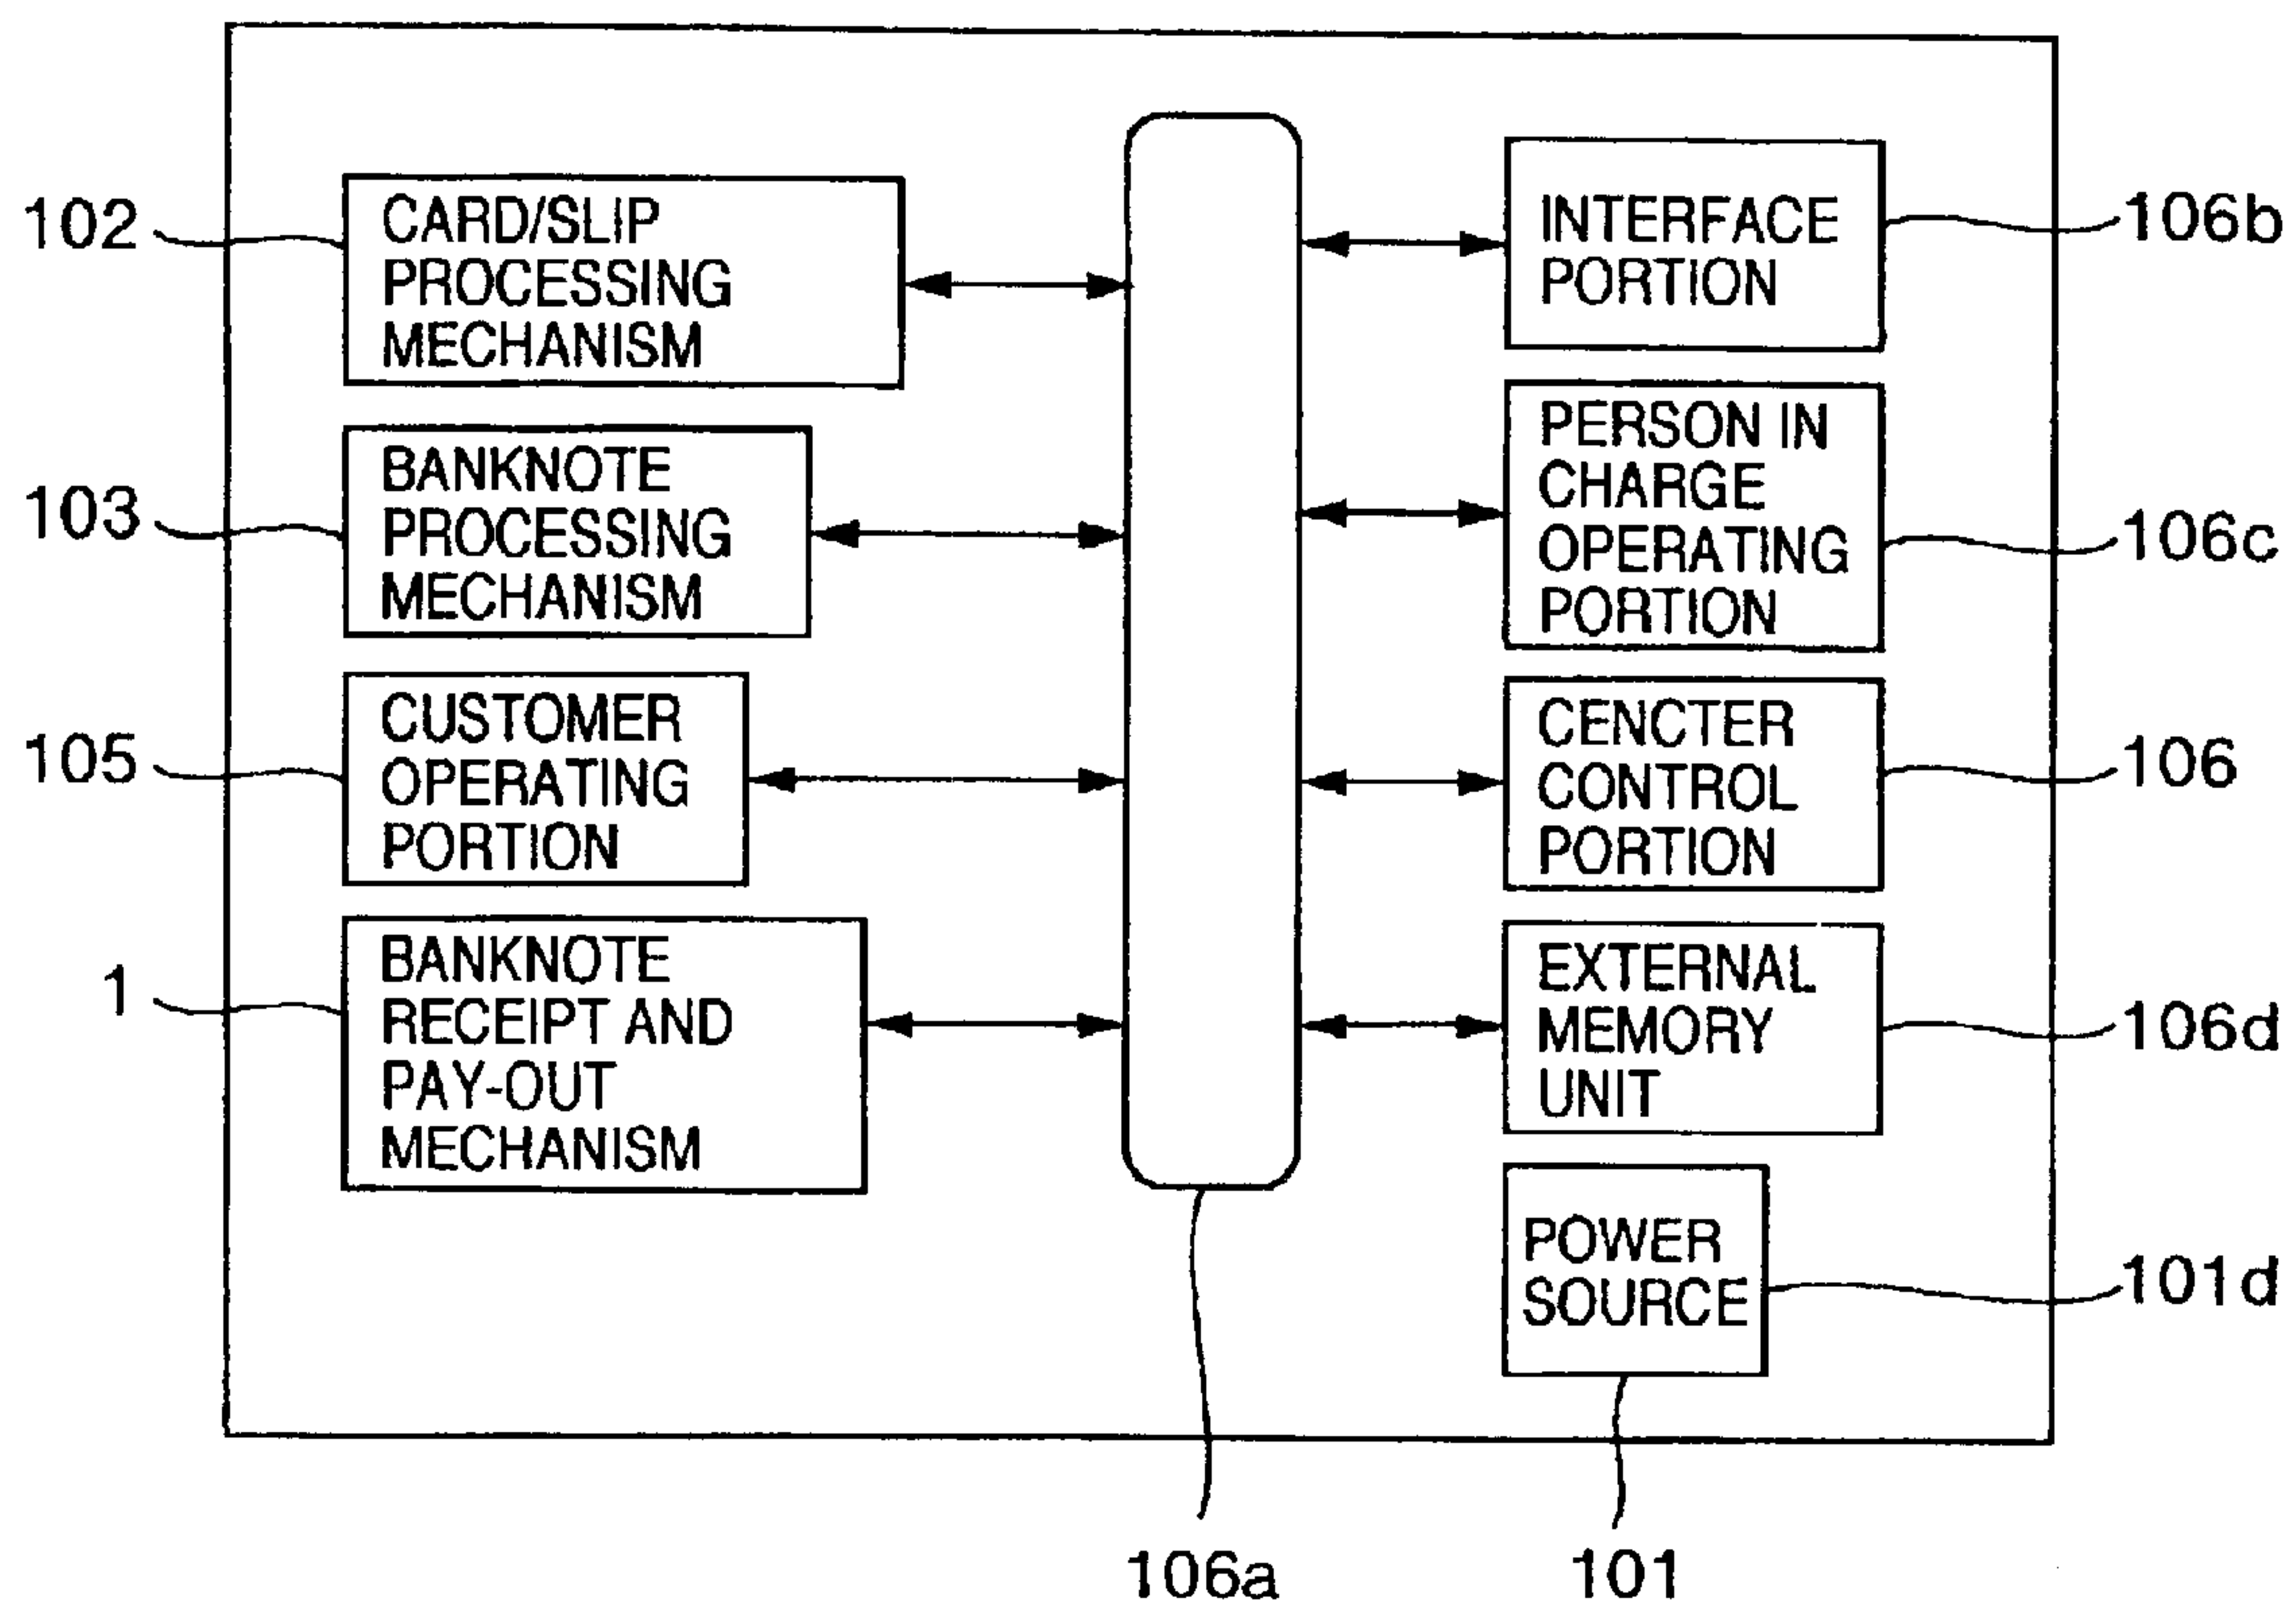 102
CARD/SLIP
PROCESSING
MECHANISM
103
BANKNOTE
PROCESSING
MECHANISM
105
CUSTOMER
OPERATING
PORTION
1
BANKNOTE
RECEIPT AND
PAY-OUT
MECHANISM
INTERFACE
PORTION
106b
PERSON IN
CHARGE
OPERATING
PORTION
106c
CENCTER
CONTROL
PORTION
106
EXTERNAL
MEMORY
UNIT
106d
POWER
SOURCE
101d
106a
101